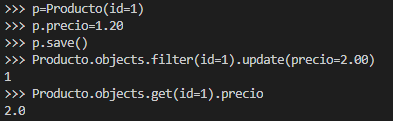 >>> p=Producto(id=1)
>>> p.precio=1.20
>>> p.save()
>>> Producto.objects.filter(id=1).update(precio=2.00)
1
>>> Producto.objects.get(id=1).precio
2.0